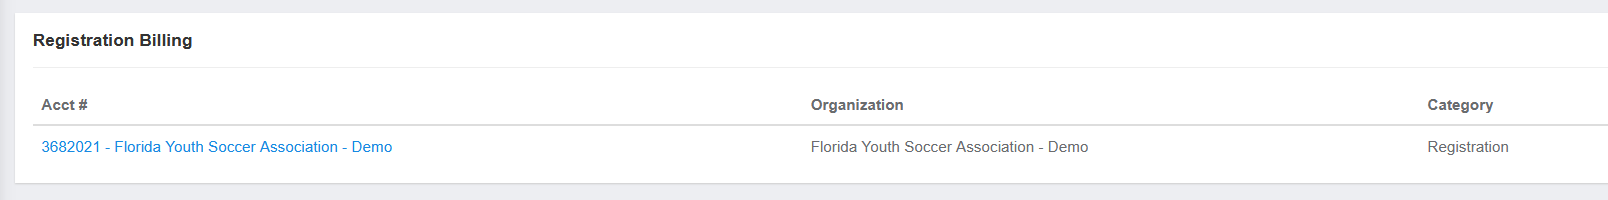 Registration Billing
Acct # Organization Category
3682021 - Florida Youth Soccer Association - Demo Florida Youth Soccer Association - Demo Registration